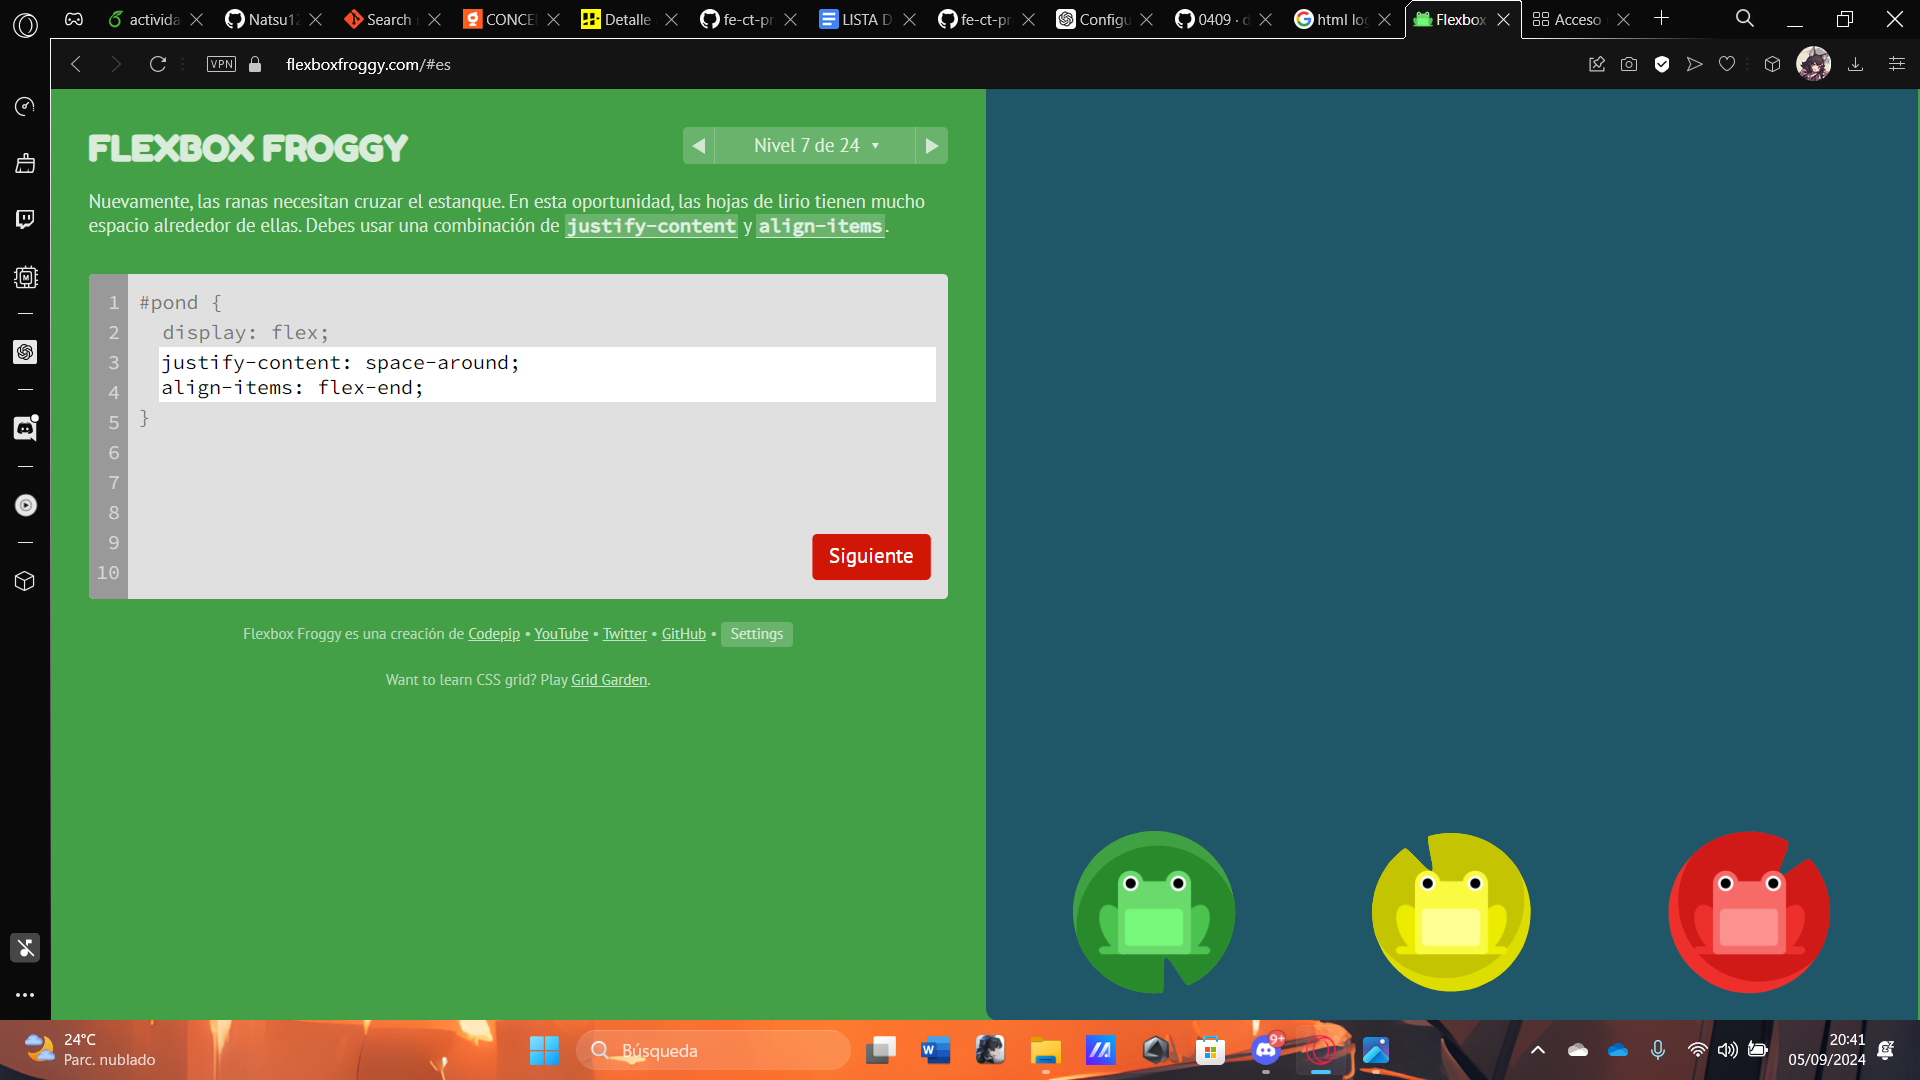 activida
Natsu12
Search
CONCE
Detalle
fe-ct-pr
LISTA D
fe-ct-pr
Configu
0409 · d
html log
Flexbox
Acceso
VPN
flexboxfroggy.com/#es
FLEXBOX FROGGY
Nivel 7 de 24 ▼
Nuevamente, las ranas necesitan cruzar el estanque. En esta oportunidad, las hojas de lirio tienen mucho
espacio alrededor de ellas. Debes usar una combinación de justify-content y align-items.
1 #pond {
2 display: flex;
3 justify-content: space-around;
4 align-items: flex-end;
5 }
6
7
8
9
10
Siguiente
Flexbox Froggy es una creación de Codepip • YouTube • Twitter • GitHub • Settings
Want to learn CSS grid? Play Grid Garden.
24°C
Parc. nublado
Búsqueda
9+
20:41
05/09/2024